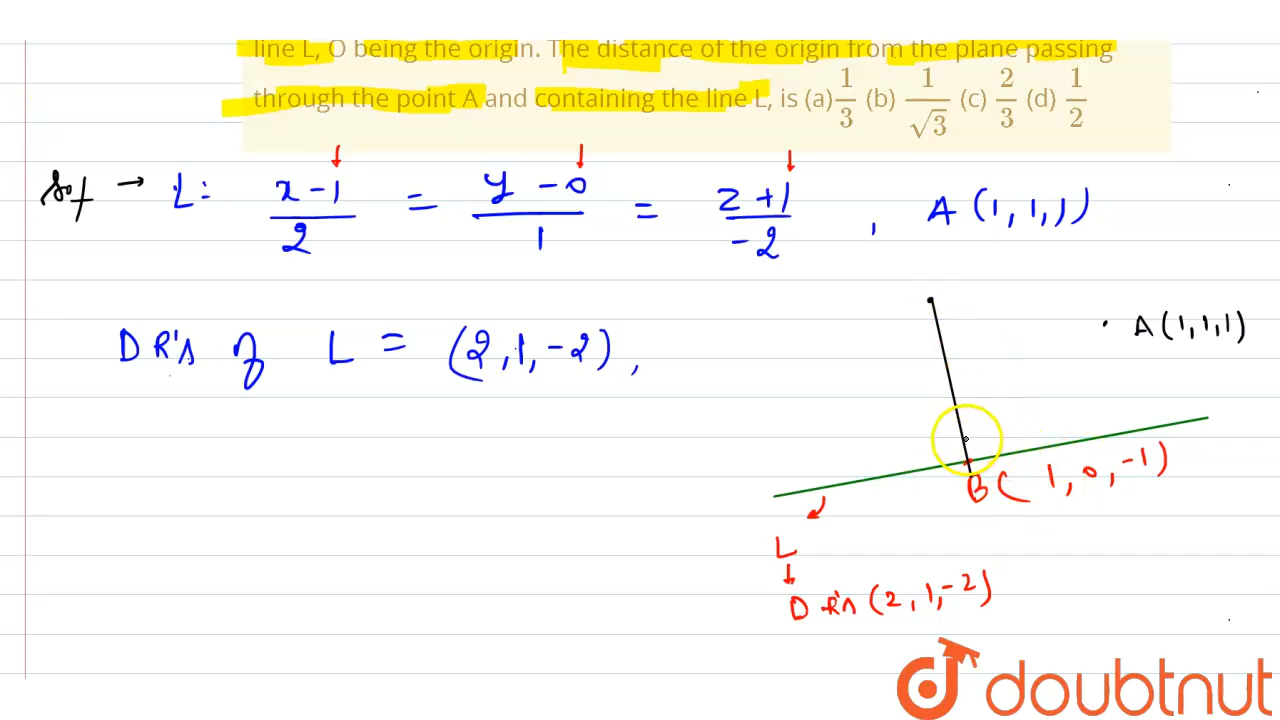 line L, O being the origin. The distance of the origin from the plane passing
through the point A and containing the line L, is (a) 1/3 (b) 1/√3 (c) 2/3 (d) 1/2
Sol → L: x-1/2 = y-0/1 = z+1/-2 , A (1,1,1)
DR's of L = (2,1,-2),
A(1,1,1)
B( 1, 0, -1)
L
DR's (2,1,-2)
doubtnut